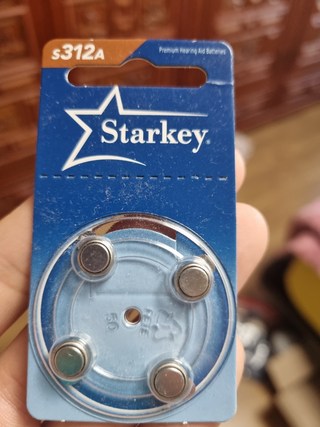 s312A
Premium Hearing Aid Batteries
Starkey®